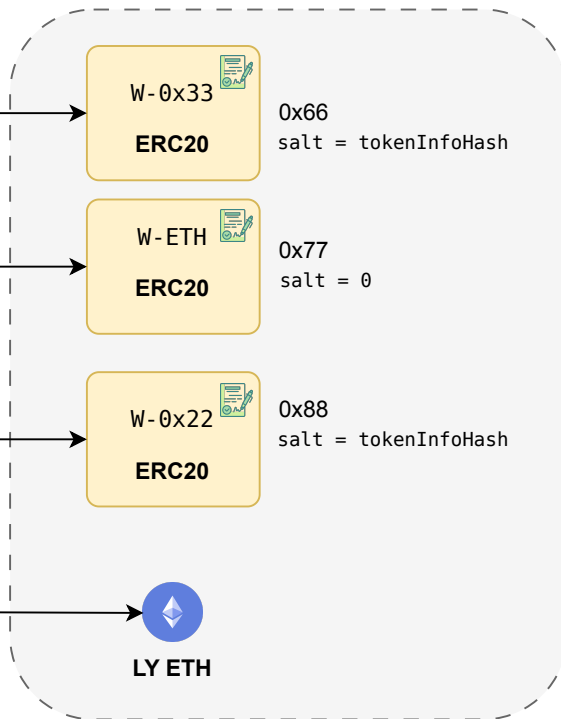 W-0x33
ERC20
0x66
salt = tokenInfoHash
W-ETH
ERC20
0x77
salt = 0
W-0x22
ERC20
0x88
salt = tokenInfoHash
LY ETH